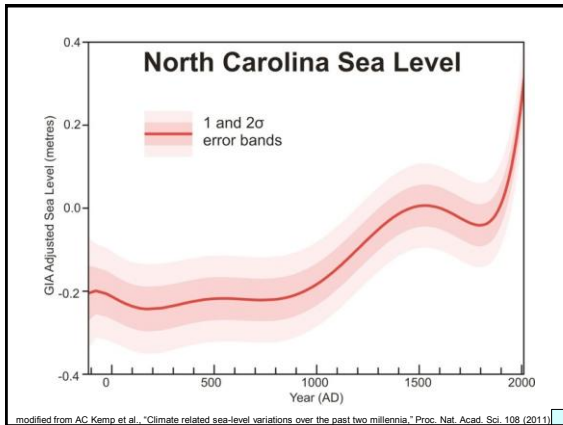 North Carolina Sea Level
1 and 2σ
error bands
GIA Adjusted Sea Level (metres)
0.4
0.2
0.0
-0.2
-0.4
0 500 1000 1500 2000
Year (AD)
modified from AC Kemp et al., "Climate related sea-level variations over the past two millennia," Proc. Nat. Acad. Sci. 108 (2011)